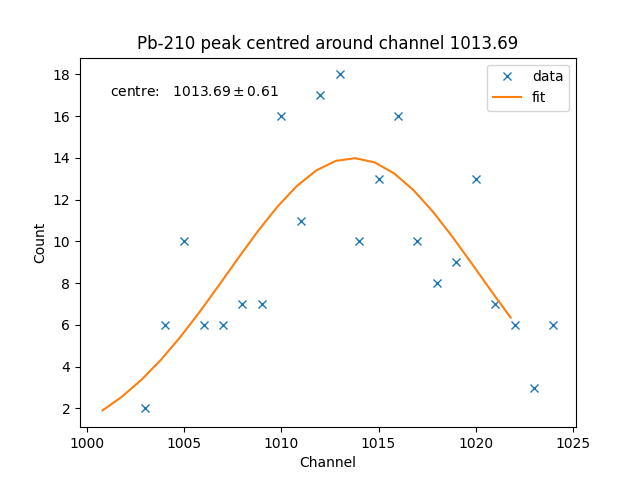 Pb-210 peak centred around channel 1013.69
centre: 1013.69±0.61
data
fit
Count
18
16
14
12
10
8
6
4
2
1000 1005 1010 1015 1020 1025
Channel